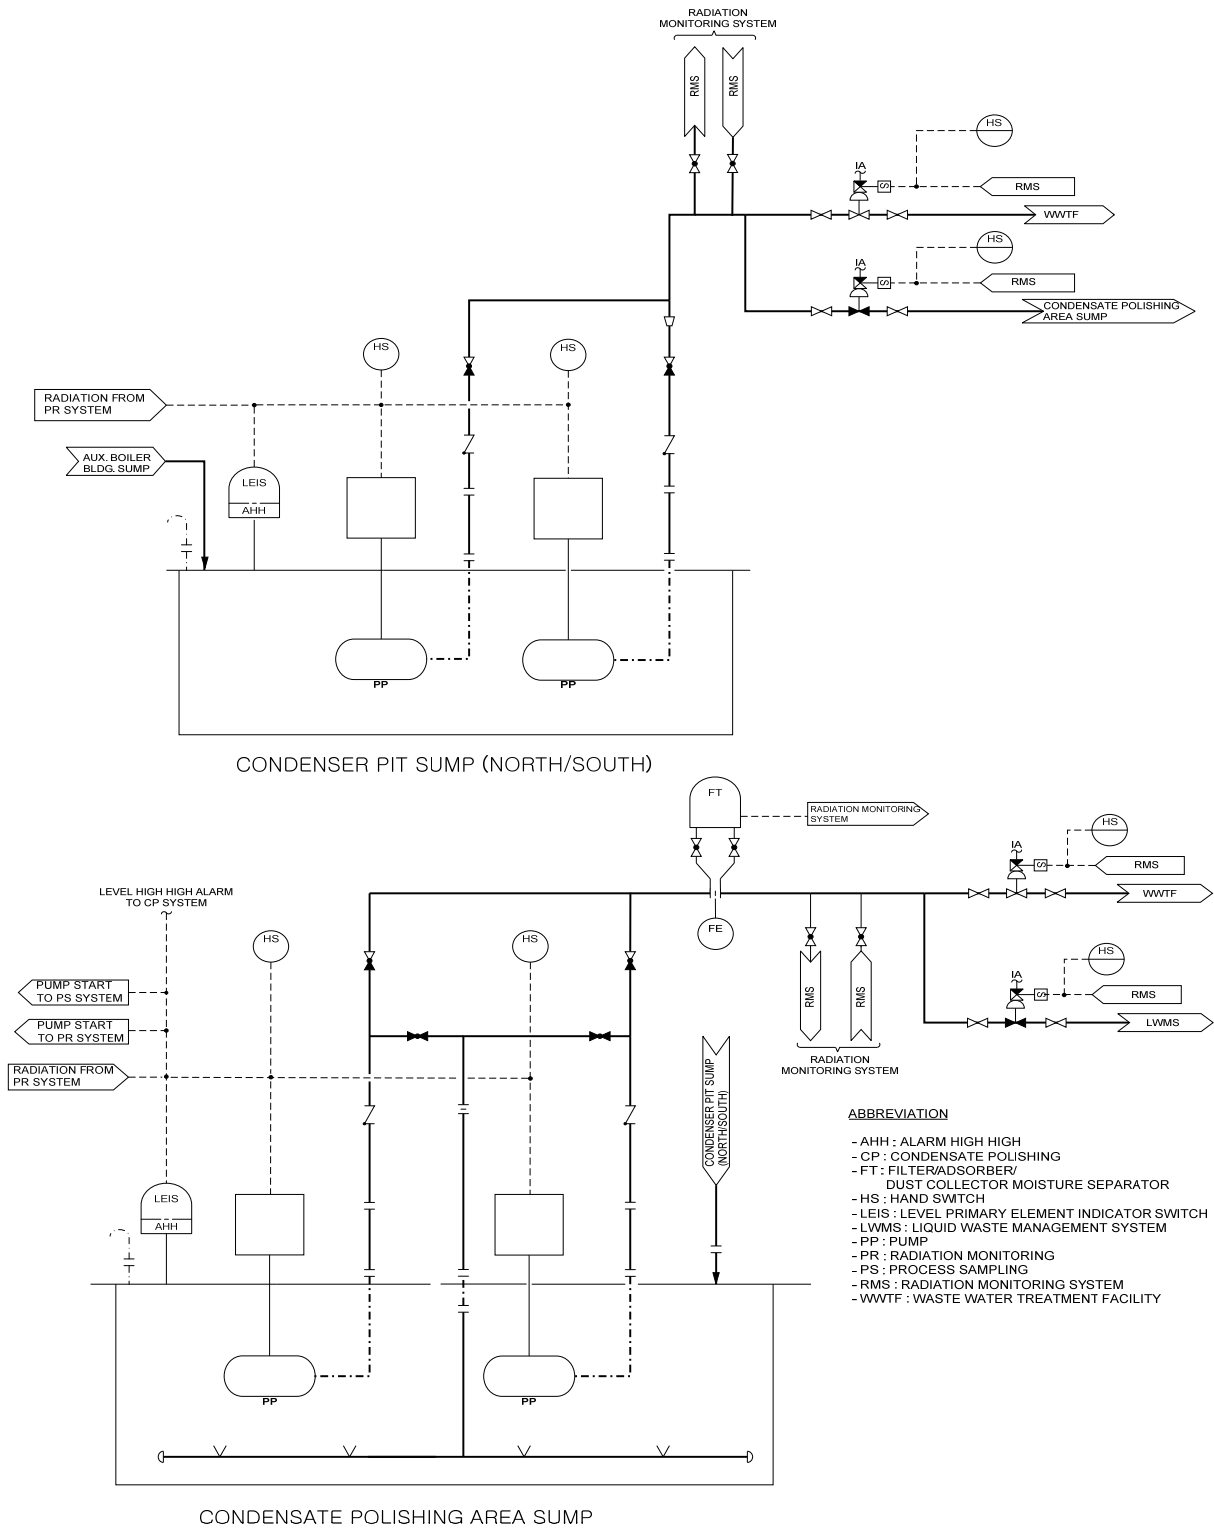 RADIATION
MONITORING SYSTEM
RMS
RMS
HS
IA
S
RMS
WWTF
HS
IA
S
RMS
CONDENSATE POLISHING
AREA SUMP
HS
HS
RADIATION FROM
PR SYSTEM
AUX. BOILER
BLDG. SUMP
LEIS
AHH
PP
PP
CONDENSER PIT SUMP (NORTH/SOUTH)
FT
RADIATION MONITORING
SYSTEM
HS
IA
S
RMS
WWTF
LEVEL HIGH HIGH ALARM
TO CP SYSTEM
HS
HS
FE
HS
IA
S
RMS
LWMS
PUMP START
TO PS SYSTEM
PUMP START
TO PR SYSTEM
RADIATION FROM
PR SYSTEM
RMS
RMS
RADIATION
MONITORING SYSTEM
CONDENSER PIT SUMP
(NORTH/SOUTH)
LEIS
AHH
PP
PP
CONDENSATE POLISHING AREA SUMP
ABBREVIATION
- AHH : ALARM HIGH HIGH
- CP : CONDENSATE POLISHING
- FT : FILTER/ADSORBER/
DUST COLLECTOR MOISTURE SEPARATOR
- HS : HAND SWITCH
- LEIS : LEVEL PRIMARY ELEMENT INDICATOR SWITCH
- LWMS : LIQUID WASTE MANAGEMENT SYSTEM
- PP : PUMP
- PR : RADIATION MONITORING
- PS : PROCESS SAMPLING
- RMS : RADIATION MONITORING SYSTEM
- WWTF : WASTE WATER TREATMENT FACILITY